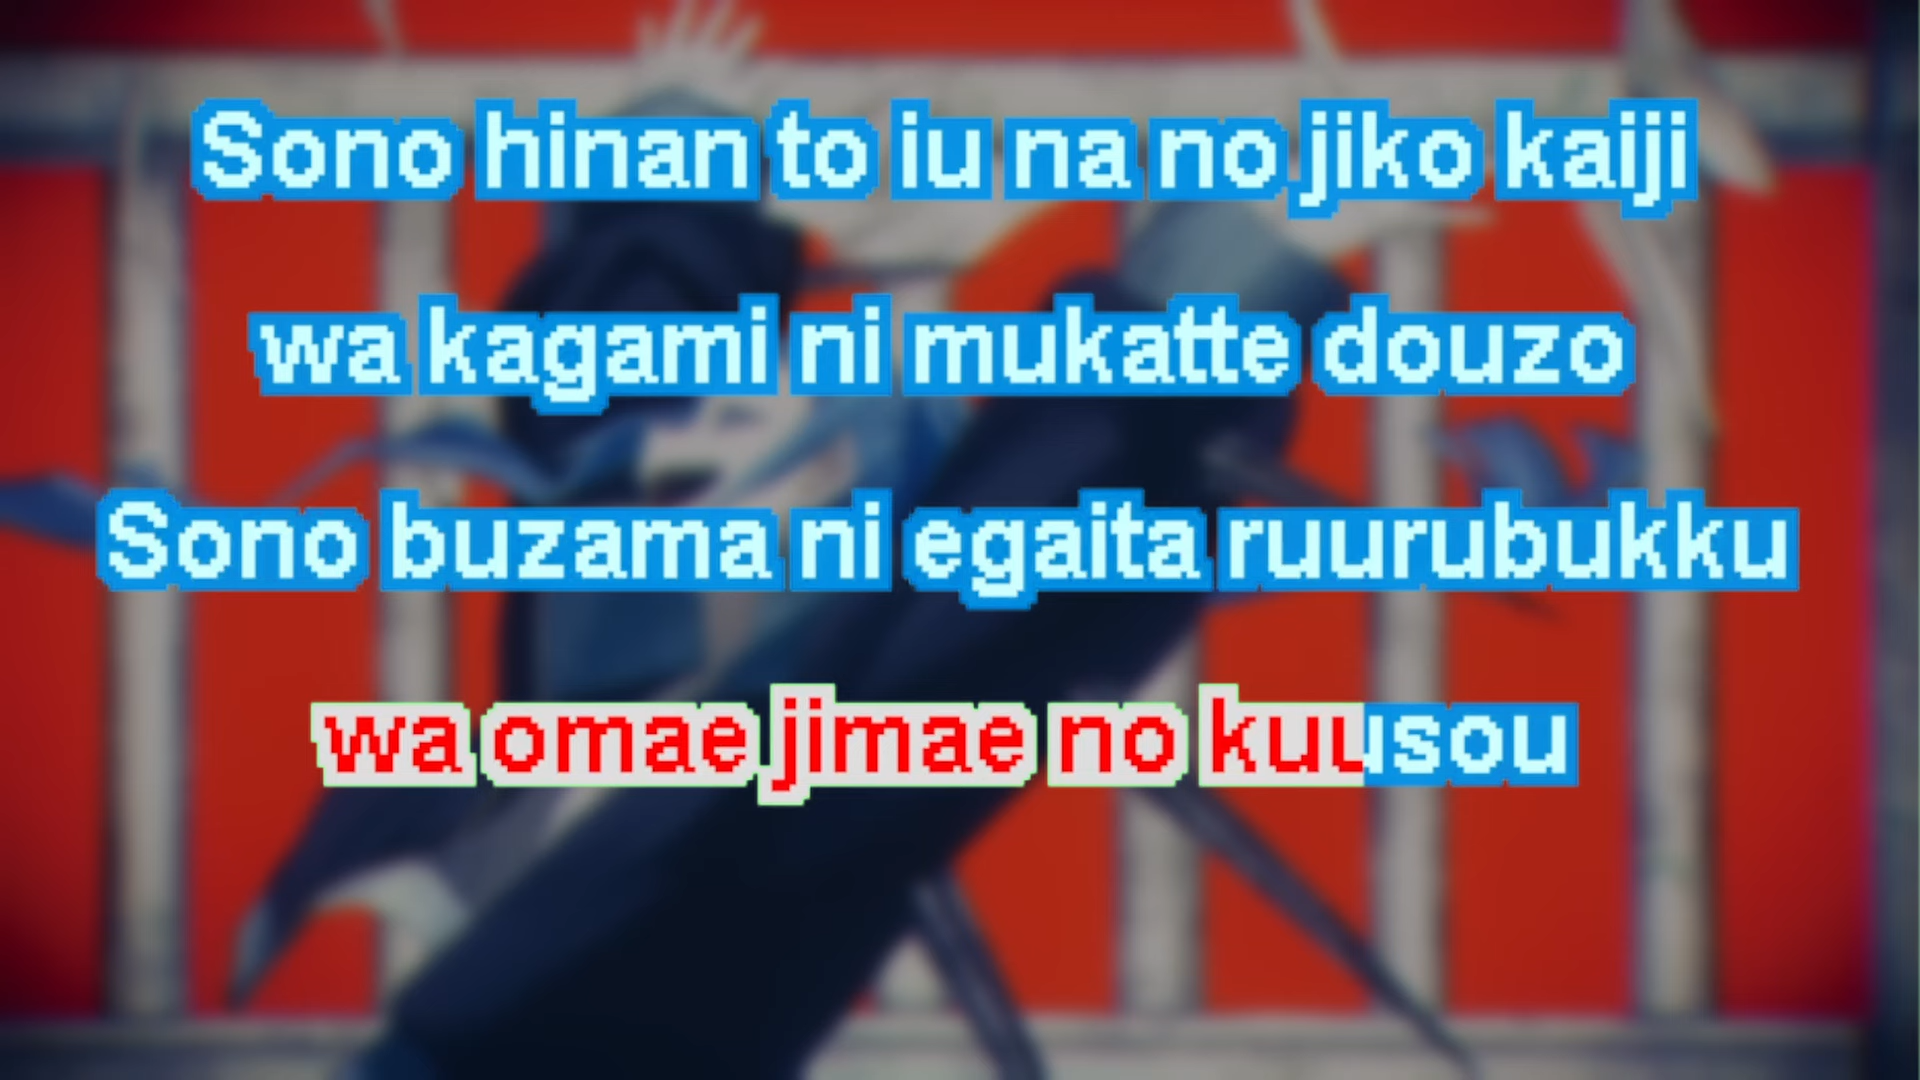 Sono hinan to iu na no jiko kaiji
wa kagami ni mukatte douzo
Sono buzama ni egaita ruurubukku
wa omae jimae no kuusou